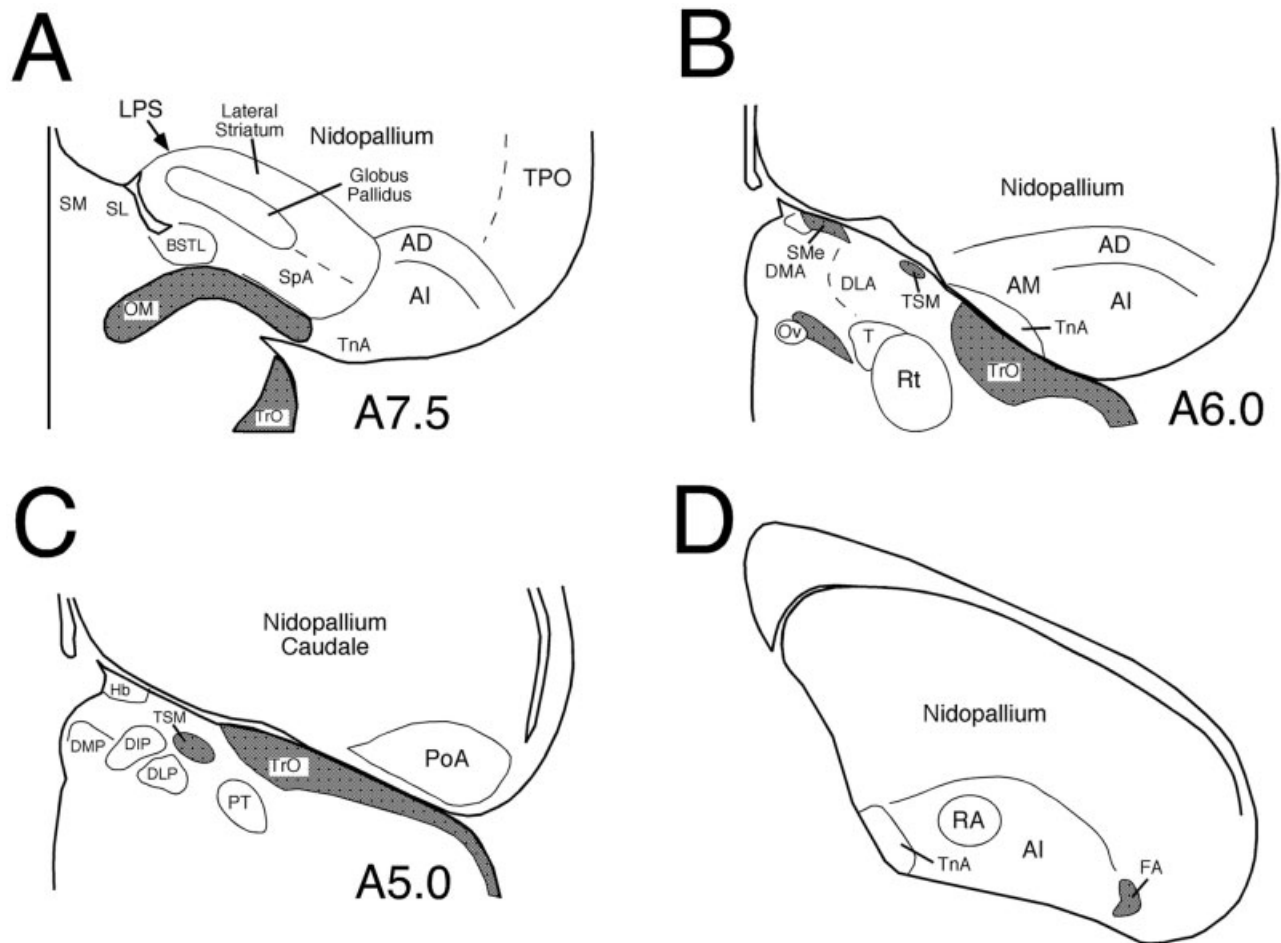 A
LPS
Lateral
Striatum
Nidopallium
Globus
Pallidus
TPO
SM
SL
BSTL
AD
SpA
AI
OM
TnA
TrO
A7.5
B
Nidopallium
SMe
DMA
DLA
TSM
AD
AM
AI
TnA
Ov
T
Rt
TrO
A6.0
C
Nidopallium
Caudale
Hb
TSM
DMP
DIP
DLP
TrO
PoA
PT
A5.0
D
Nidopallium
RA
AI
TnA
FA